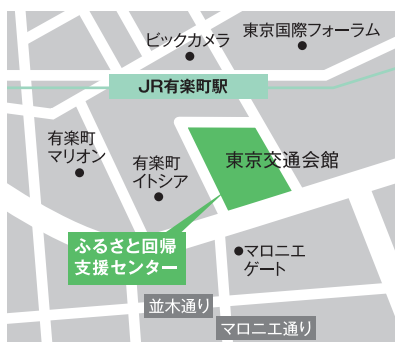 東京国際フォーラム
ビックカメラ
JR有楽町駅
有楽町
マリオン
有楽町
イトシア
東京交通会館
ふるさと回帰
支援センター
マロニエ
ゲート
並木通り
マロニエ通り